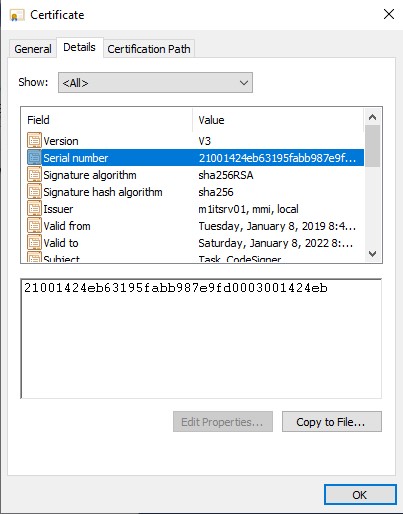 Certificate
General Details Certification Path
Show: <All>
Field Value
Version V3
Serial number 21001424eb63195fabb987e9f...
Signature algorithm sha256RSA
Signature hash algorithm sha256
Issuer m1itsrv01, mmi, local
Valid from Tuesday, January 8, 2019 8:4...
Valid to Saturday, January 8, 2022 8:...
Subject Task_CodeSigner
21001424eb63195fabb987e9fd0003001424eb
Edit Properties... Copy to File...
OK